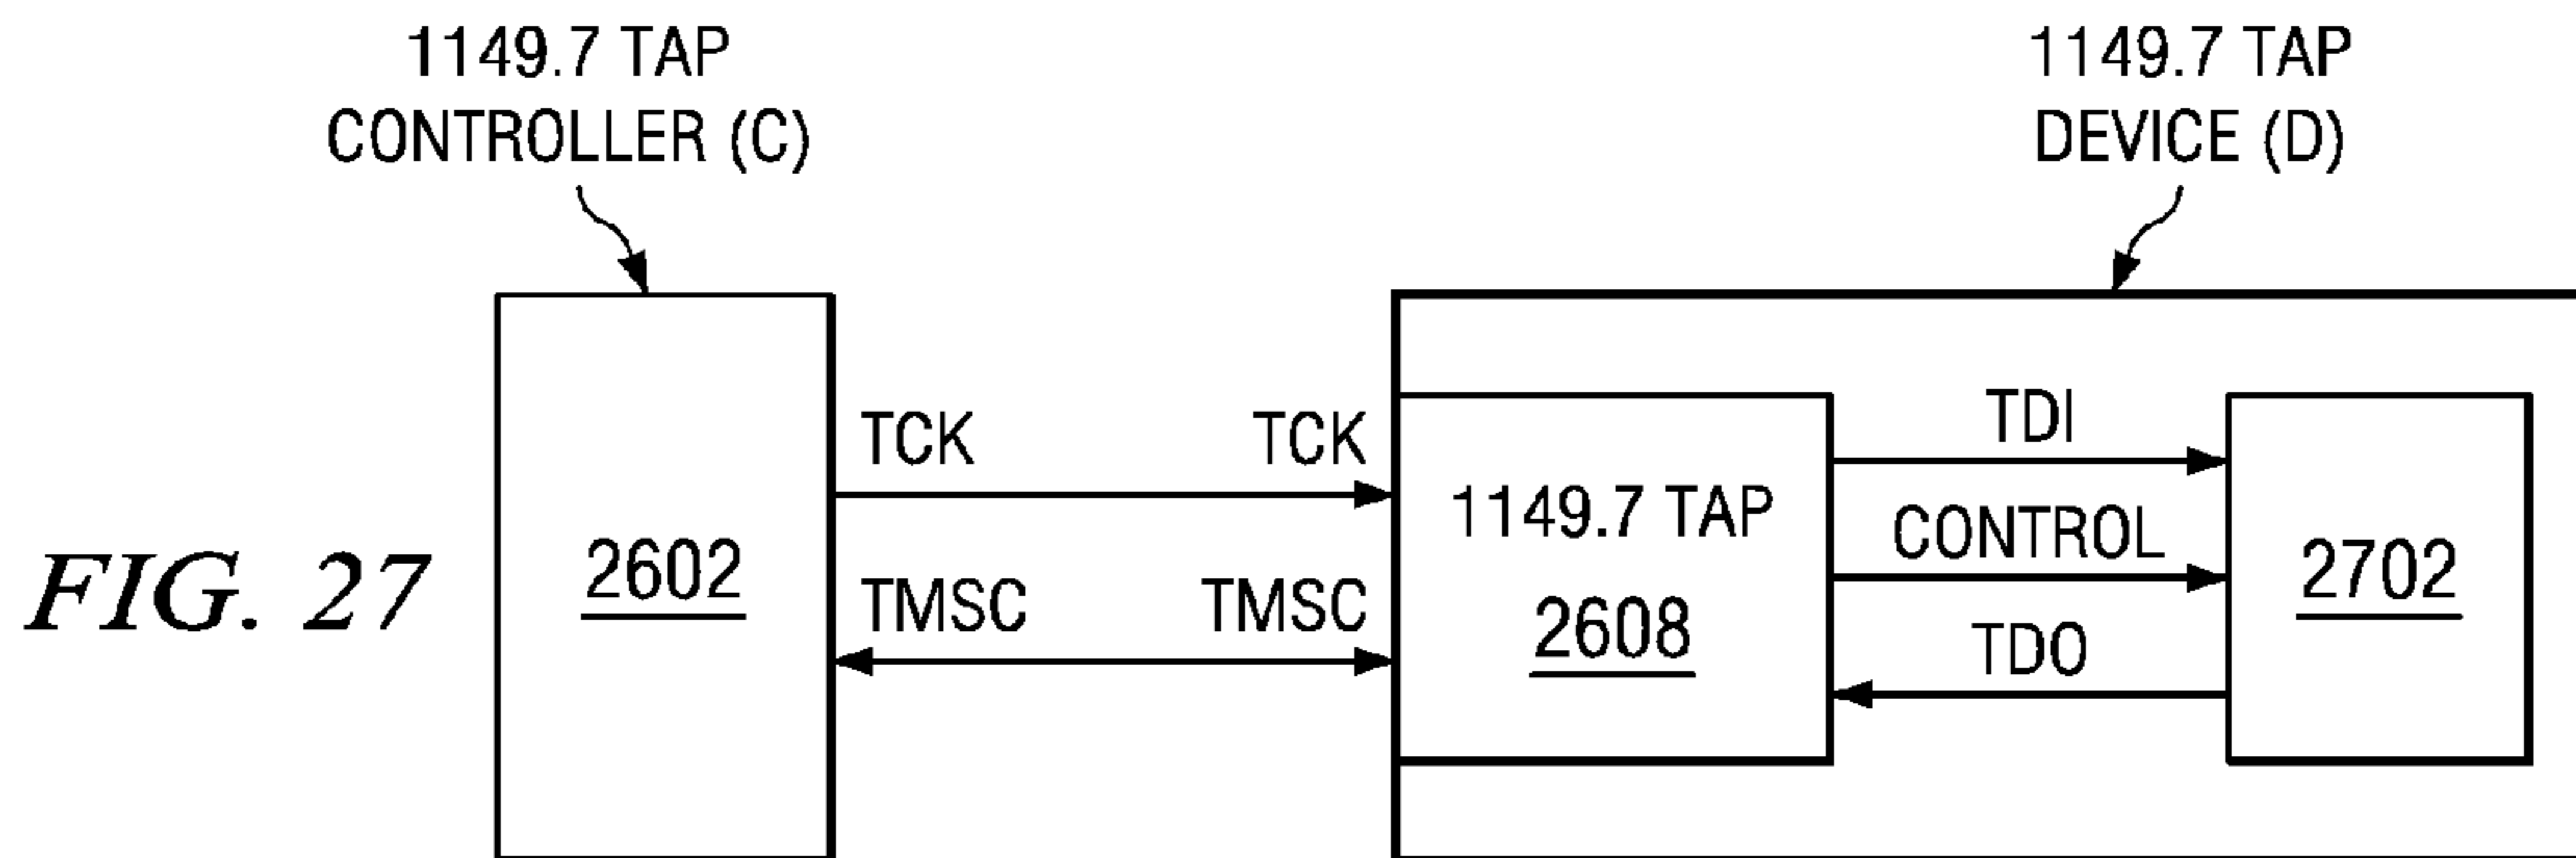 1149.7 TAP
CONTROLLER (C)
1149.7 TAP
DEVICE (D)
FIG. 27
2602
TCK
TCK
TMSC
TMSC
1149.7 TAP
2608
TDI
CONTROL
TDO
2702